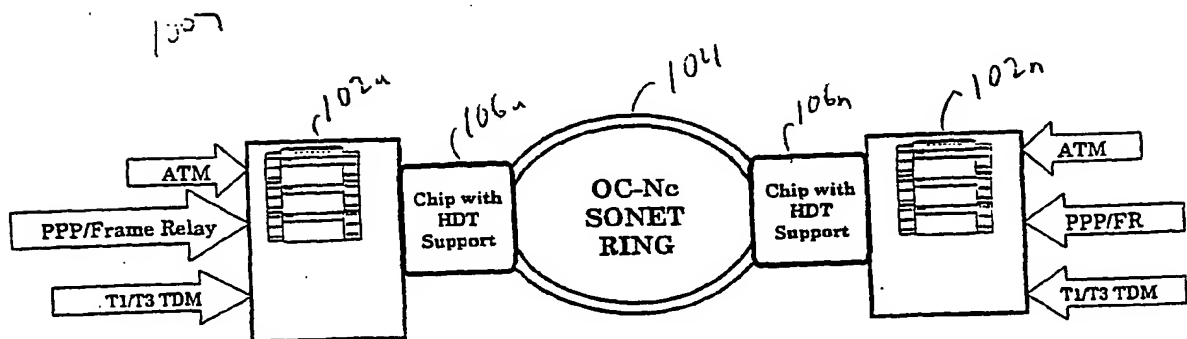 102n
104
106n
102n
ATM
PPP/Frame Relay
T1/T3 TDM
Chip with
HDT
Support
OC-Nc
SONET
RING
Chip with
HDT
Support
ATM
PPP/FR
T1/T3 TDM